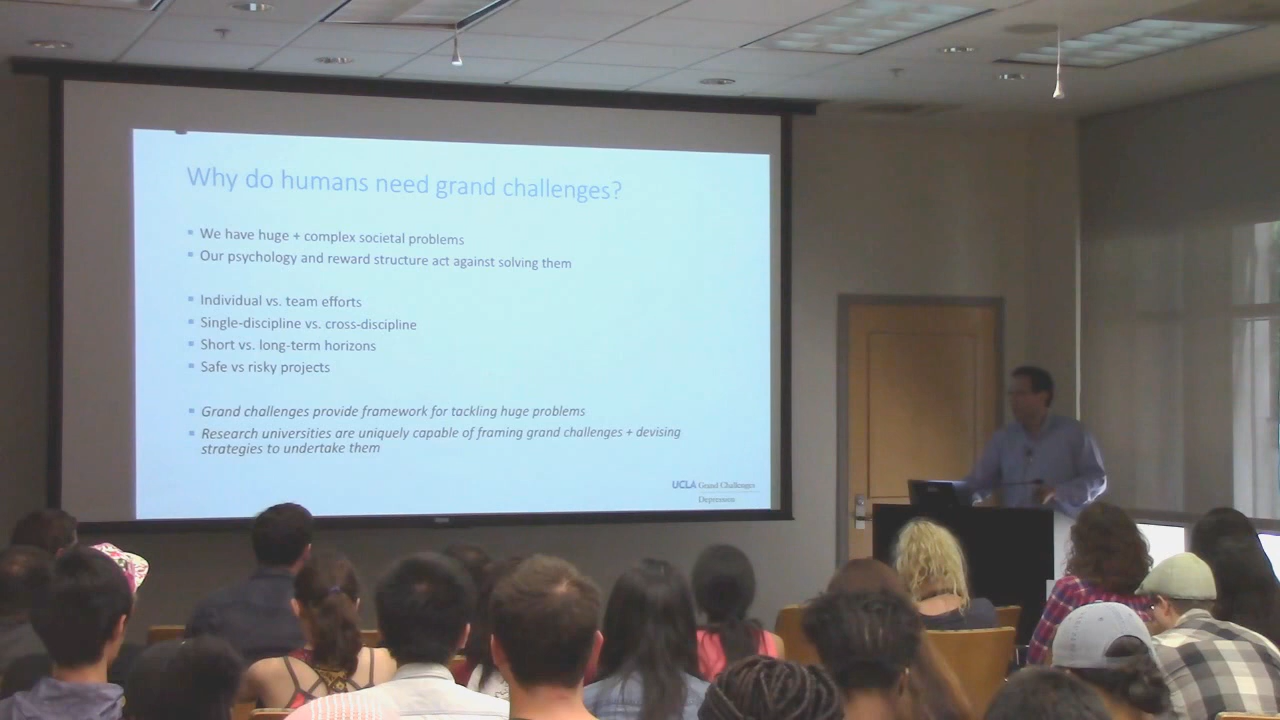 Why do humans need grand challenges?
We have huge + complex societal problems
Our psychology and reward structure act against solving them
Individual vs. team efforts
Single-discipline vs. cross-discipline
Short vs. long-term horizons
Safe vs risky projects
Grand challenges provide framework for tackling huge problems
Research universities are uniquely capable of framing grand challenges + devising
strategies to undertake them
UCLA Grand Challenges
Depression